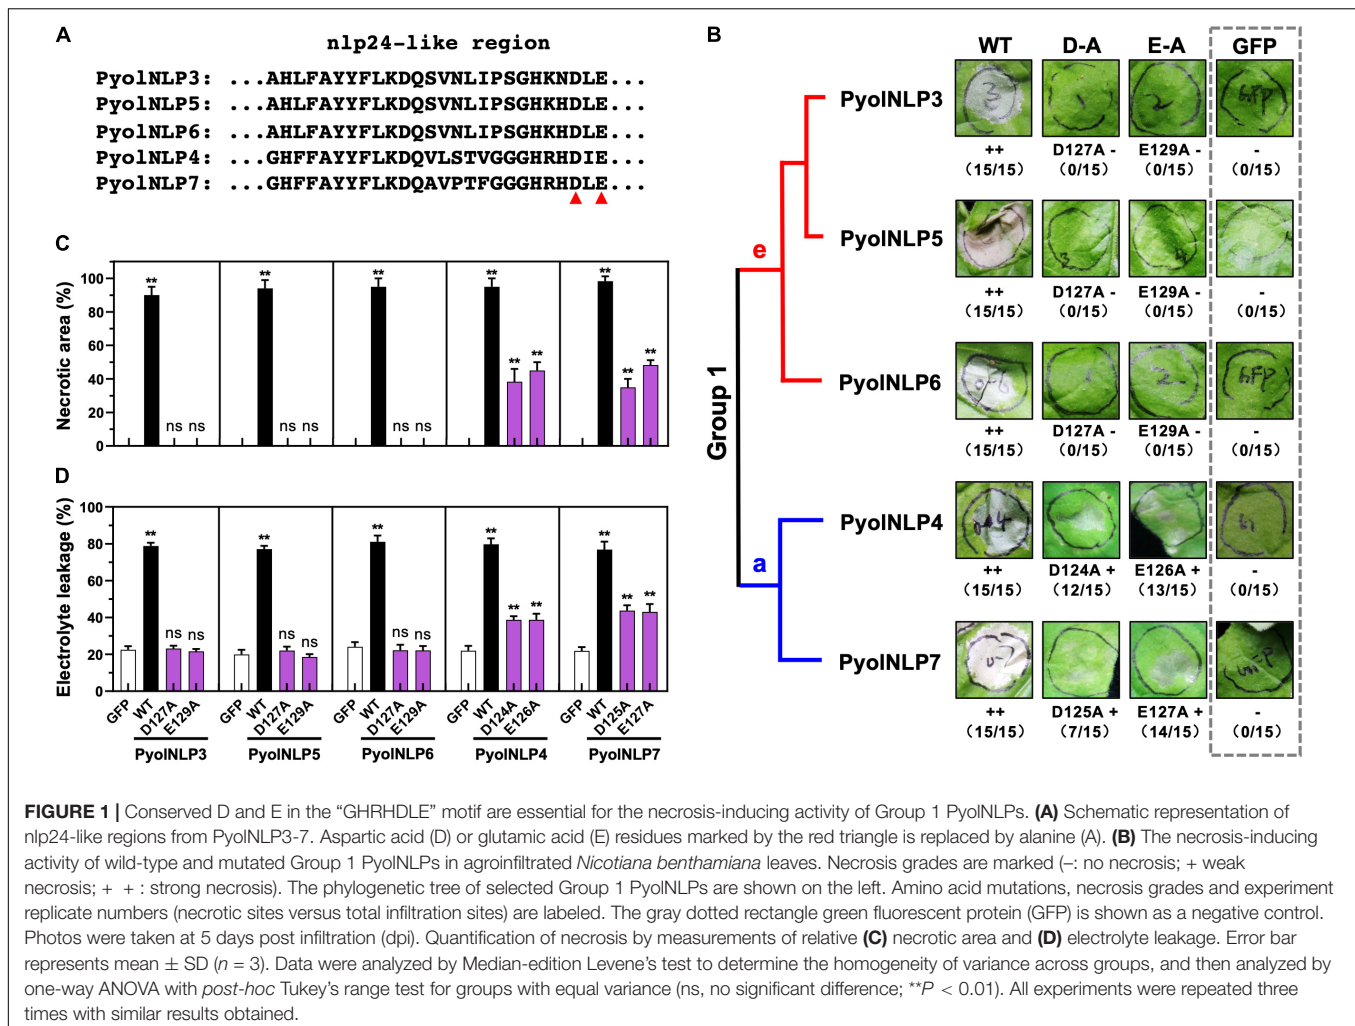 A
nlp24-like region
PyolNLP3: ...AHLFAYYFLKDQSVNLIPSGHKNDLE...
PyolNLP5: ...AHLFAYYFLKDQSVNLIPSGHKHDLE...
PyolNLP6: ...AHLFAYYFLKDQSVNLIPSGHKHDLE...
PyolNLP4: ...GHFFAYYFLKDQVLSTVGGGHRHDIE...
PyolNLP7: ...GHFFAYYFLKDQAVPTFGGGHRHDLE...
B
WT D-A E-A GFP
Group 1
e
a
PyolNLP3
3 1 2 GFP
++ D127A - E129A - -
(15/15) (0/15) (0/15) (0/15)
PyolNLP5
3 4
++ D127A - E129A - -
(15/15) (0/15) (0/15) (0/15)
PyolNLP6
1 2 GFP
++ D127A - E129A - -
(15/15) (0/15) (0/15) (0/15)
PyolNLP4
++ D124A + E126A + -
(15/15) (12/15) (13/15) (0/15)
PyolNLP7
++ D125A + E127A + -
(15/15) (7/15) (14/15) (0/15)
C
Necrotic area (%)
100
80
60
40
20
0
** ns ns ** ns ns ** ns ns ** ** ** ** ** **
D
Electrolyte leakage (%)
100
80
60
40
20
0
** ns ns ** ns ns ** ns ns ** ** ** ** ** **
GFP WT D127A E129A GFP WT D127A E129A GFP WT D127A E129A GFP WT D124A E126A GFP WT D125A E127A
PyolNLP3 PyolNLP5 PyolNLP6 PyolNLP4 PyolNLP7
FIGURE 1 | Conserved D and E in the “GHRHDLE” motif are essential for the necrosis-inducing activity of Group 1 PyolNLPs. (A) Schematic representation of
nlp24-like regions from PyolNLP3-7. Aspartic acid (D) or glutamic acid (E) residues marked by the red triangle is replaced by alanine (A). (B) The necrosis-inducing
activity of wild-type and mutated Group 1 PyolNLPs in agroinfiltrated Nicotiana benthamiana leaves. Necrosis grades are marked (–: no necrosis; + weak
necrosis; + + : strong necrosis). The phylogenetic tree of selected Group 1 PyolNLPs are shown on the left. Amino acid mutations, necrosis grades and experiment
replicate numbers (necrotic sites versus total infiltration sites) are labeled. The gray dotted rectangle green fluorescent protein (GFP) is shown as a negative control.
Photos were taken at 5 days post infiltration (dpi). Quantification of necrosis by measurements of relative (C) necrotic area and (D) electrolyte leakage. Error bar
represents mean ± SD (n = 3). Data were analyzed by Median-edition Levene’s test to determine the homogeneity of variance across groups, and then analyzed by
one-way ANOVA with post-hoc Tukey’s range test for groups with equal variance (ns, no significant difference; **P < 0.01). All experiments were repeated three
times with similar results obtained.